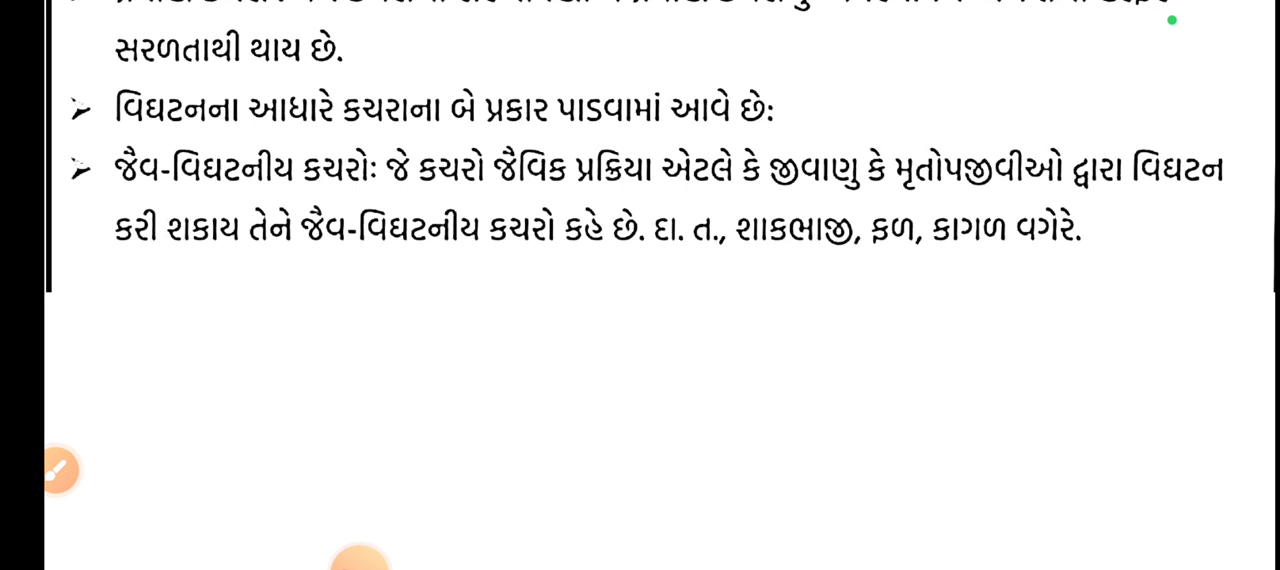 સરળતાથી થાય છે.
➢ વિઘટનના આધારે કચરાના બે પ્રકાર પાડવામાં આવે છે:
➢ જૈવ-વિઘટનીય કચરોઃ જે કચરો જૈવિક પ્રક્રિયા એટલે કે જીવાણુ કે મૃતોપજીવીઓ દ્વારા વિઘટન
કરી શકાય તેને જૈવ-વિઘટનીય કચરો કહે છે. દા. ત., શાકભાજી, ફળ, કાગળ વગેરે.